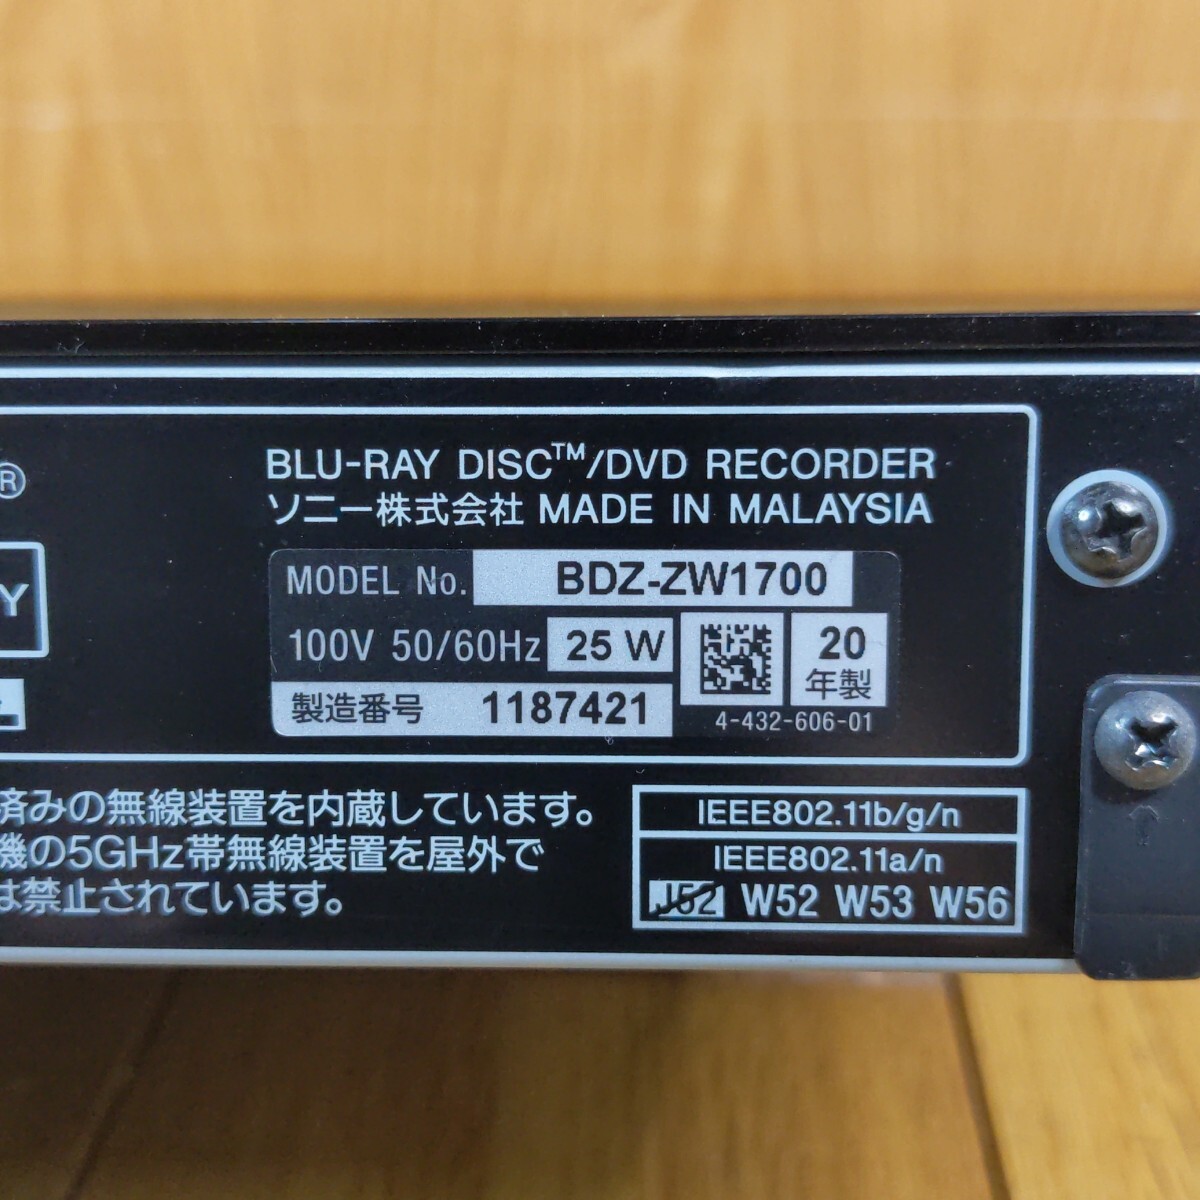 ®
BLU-RAY DISC™/DVD RECORDER
ソニー株式会社 MADE IN MALAYSIA
Y
MODEL No. BDZ-ZW1700
100V 50/60Hz 25 W
20
年製
製造番号 1187421
4-432-606-01
済みの無線装置を内蔵しています。
機の5GHz帯無線装置を屋外で
は禁止されています。
IEEE802.11b/g/n
IEEE802.11a/n
J52 W52 W53 W56